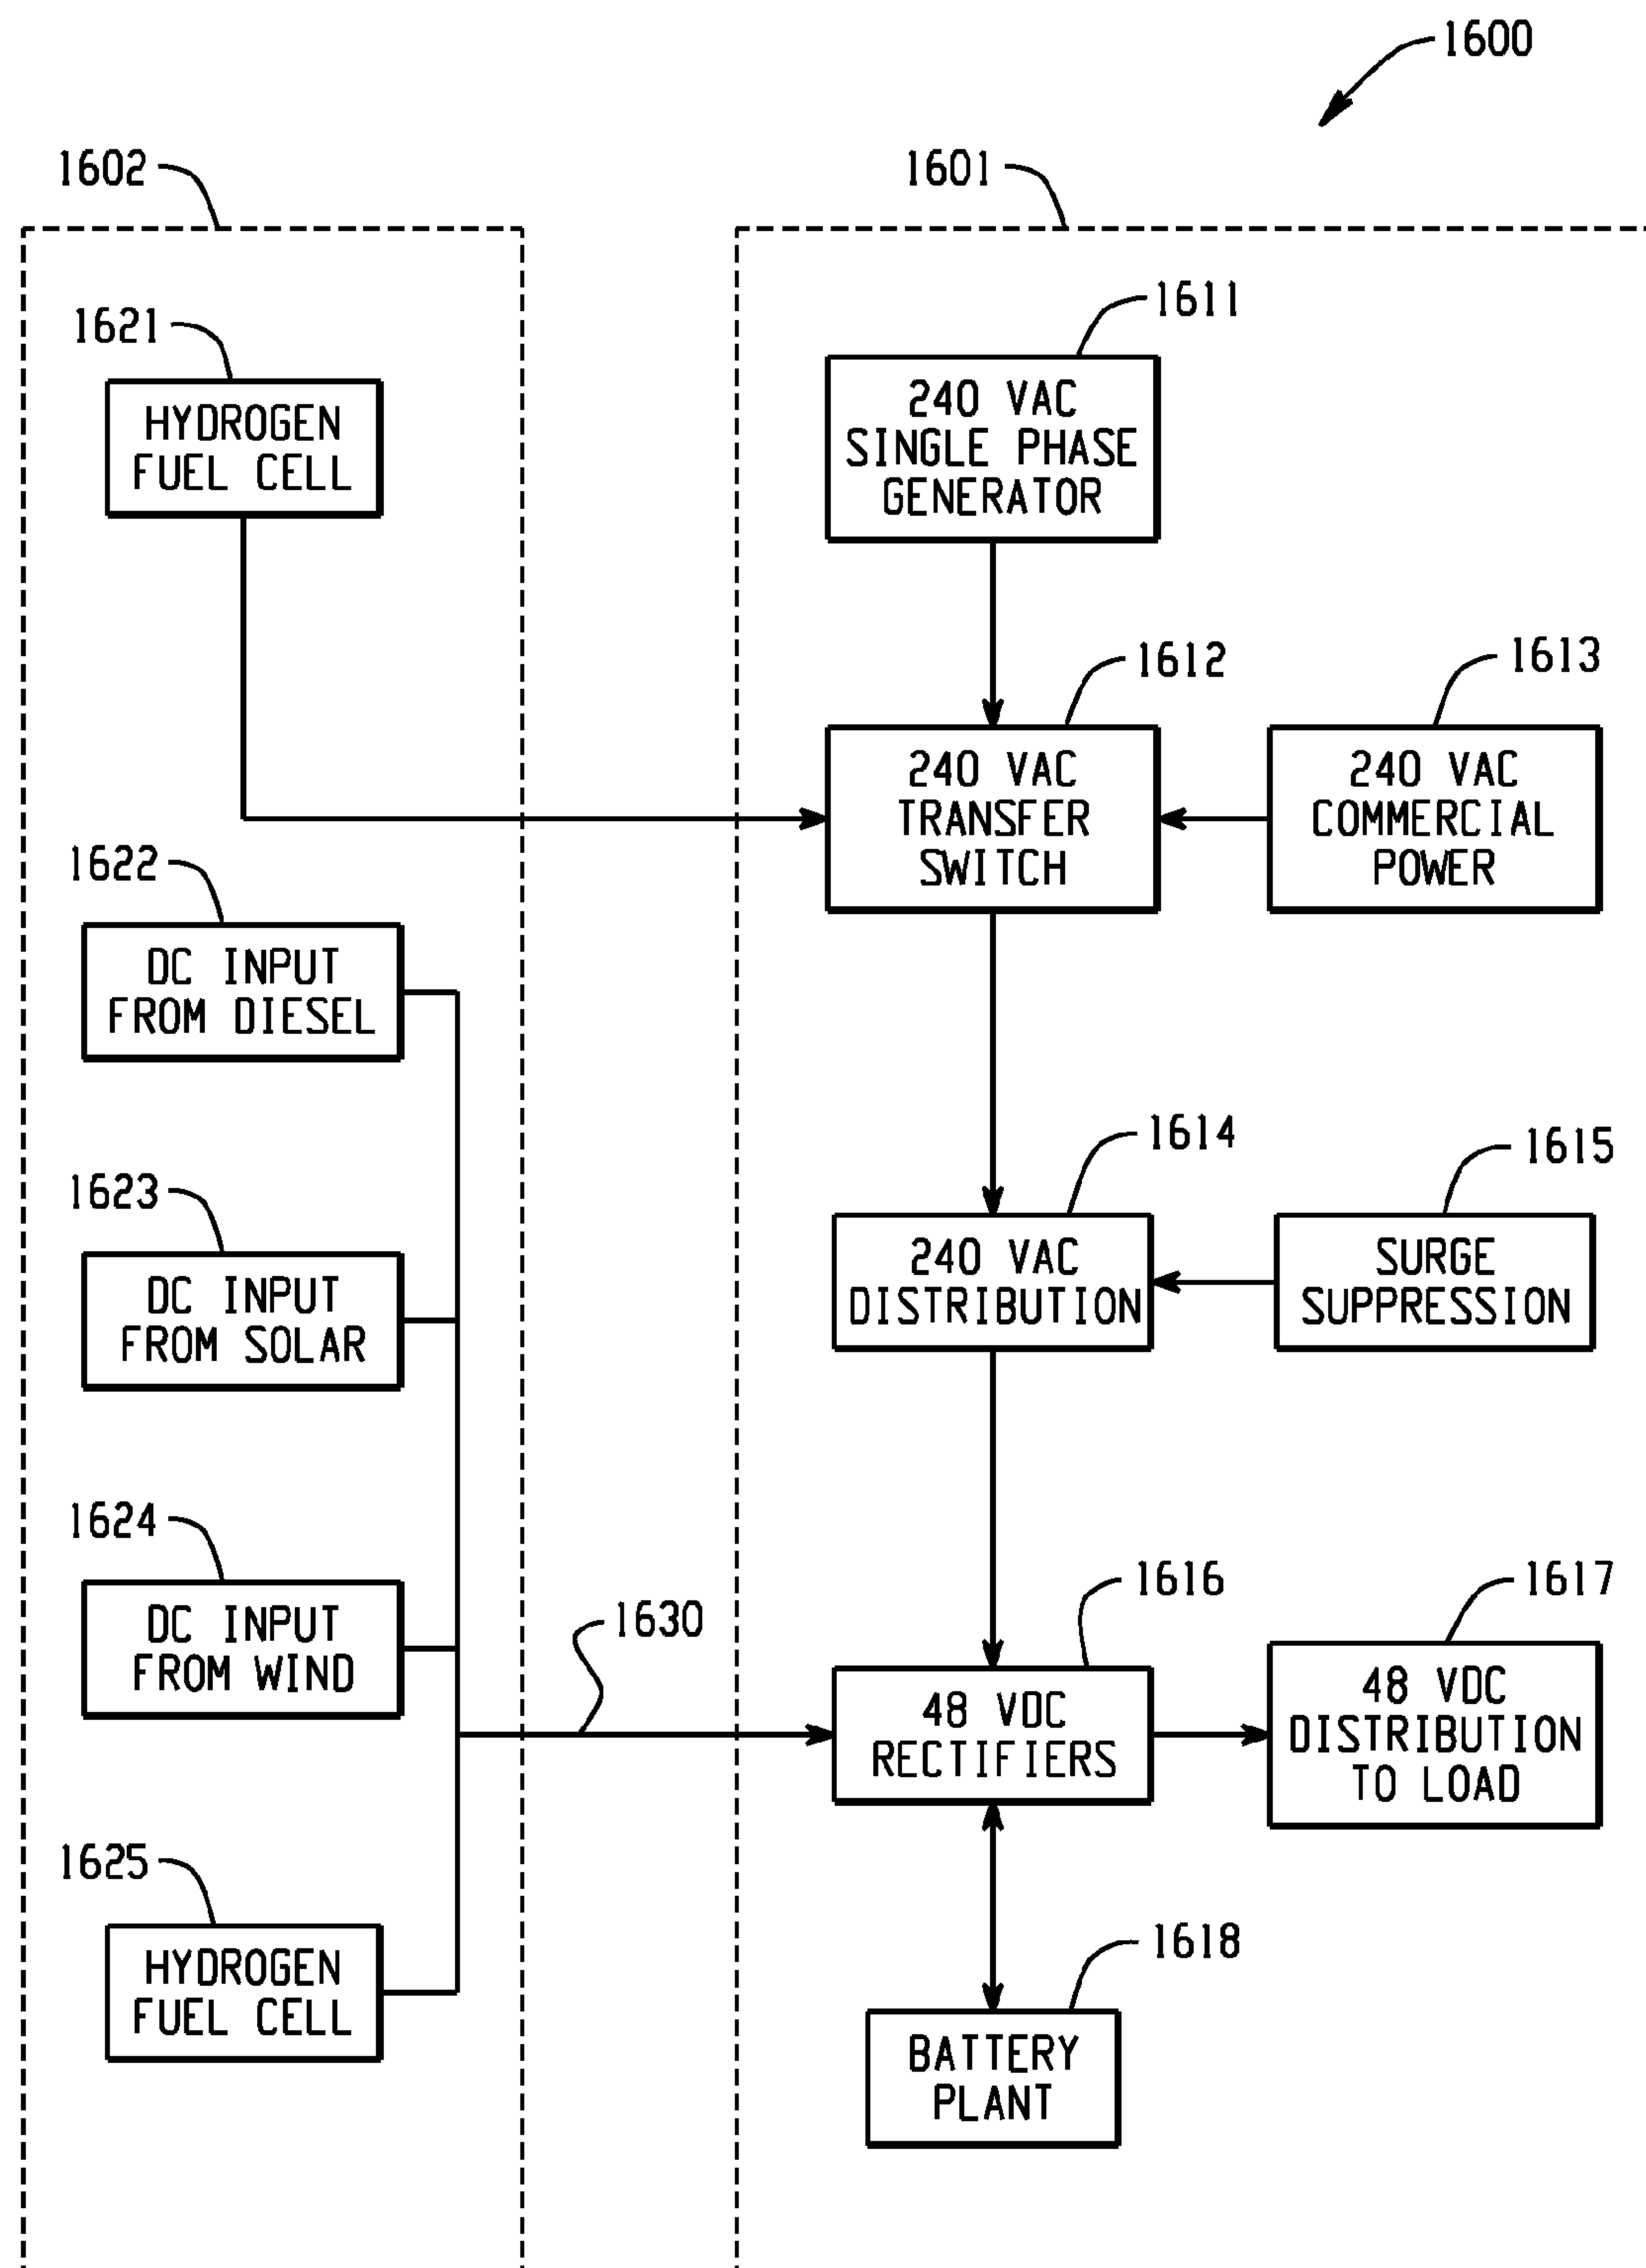 1600
1602
1601
1621
HYDROGEN
FUEL CELL
1611
240 VAC
SINGLE PHASE
GENERATOR
1612
240 VAC
TRANSFER
SWITCH
1613
240 VAC
COMMERCIAL
POWER
1622
DC INPUT
FROM DIESEL
1623
DC INPUT
FROM SOLAR
1614
240 VAC
DISTRIBUTION
1615
SURGE
SUPPRESSION
1624
DC INPUT
FROM WIND
1630
1616
48 VDC
RECTIFIERS
1617
48 VDC
DISTRIBUTION
TO LOAD
1625
HYDROGEN
FUEL CELL
1618
BATTERY
PLANT